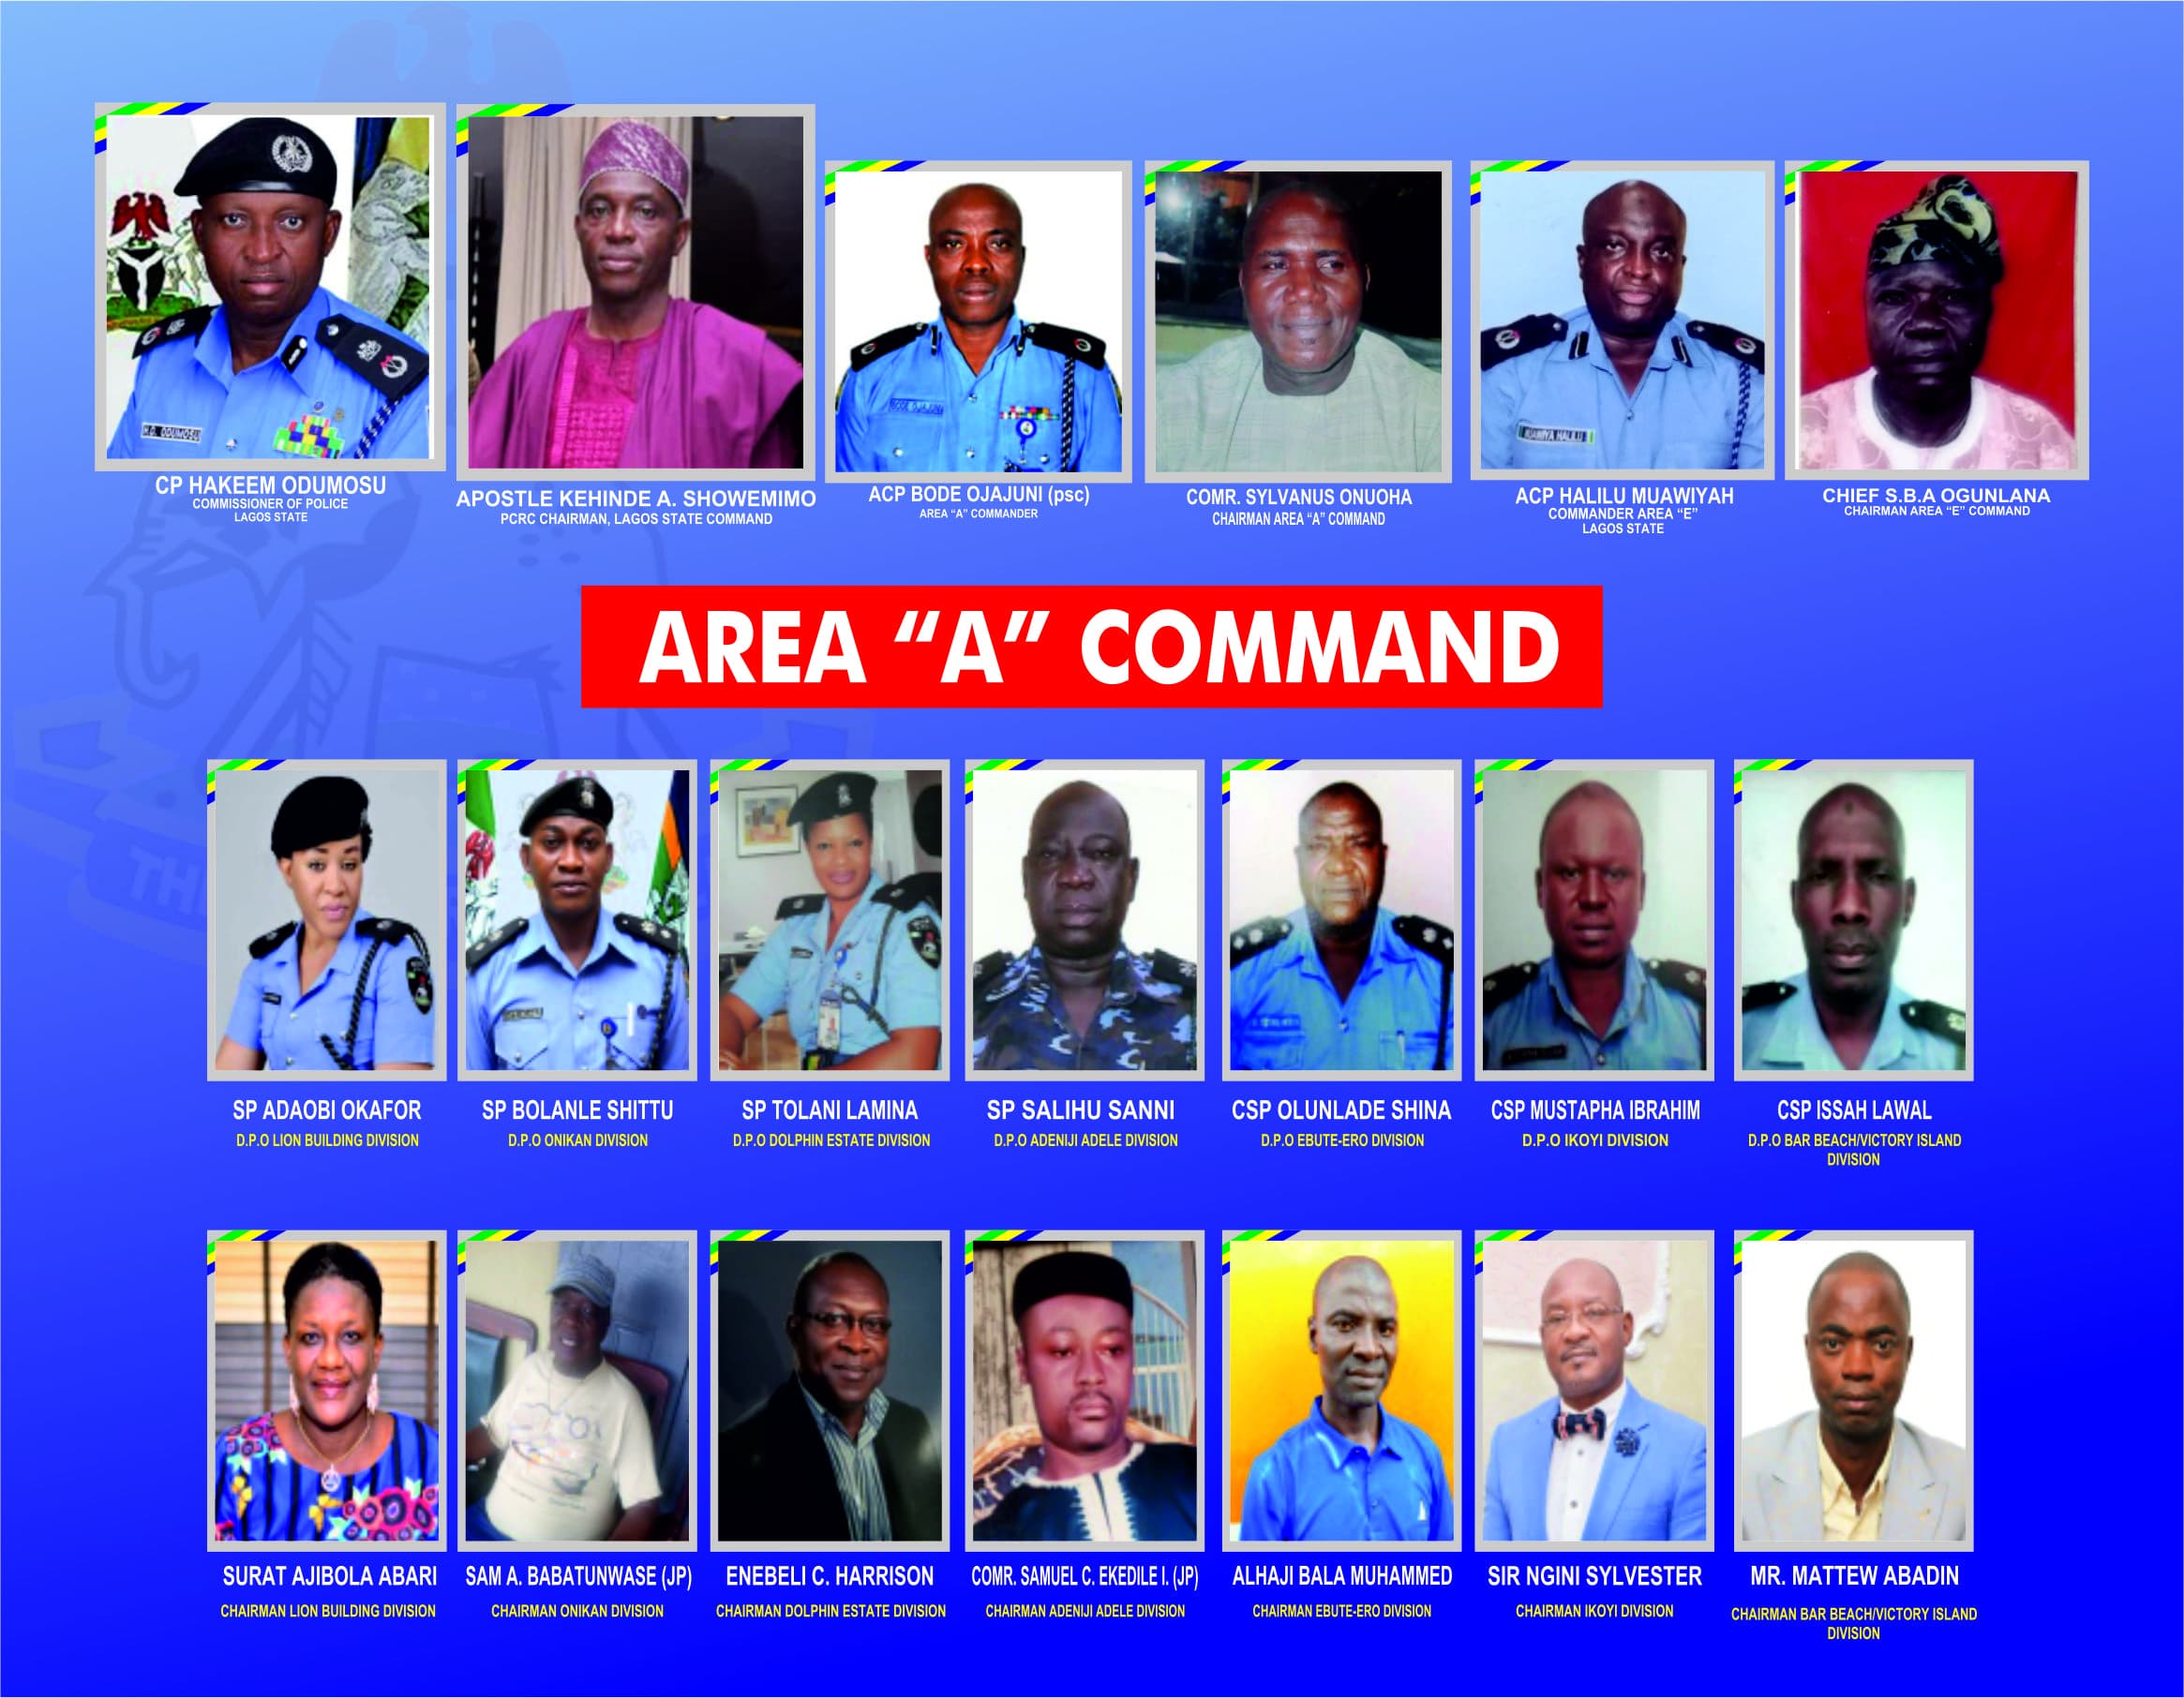 CP HAKEEM ODUMOSU
COMMISSIONER OF POLICE
LAGOS STATE
APOSTLE KEHINDE A. SHOWEMIMO
PCRC CHAIRMAN, LAGOS STATE COMMAND
ACP BODE OJAJUNI (psc)
AREA “A” COMMANDER
COMR. SYLVANUS ONUOHA
CHAIRMAN AREA “A” COMMAND
ACP HALILU MUAWIYAH
COMMANDER AREA “E”
LAGOS STATE
CHIEF S.B.A OGUNLANA
CHAIRMAN AREA “E” COMMAND
AREA “A” COMMAND
SP ADAOBI OKAFOR
D.P.O LION BUILDING DIVISION
SP BOLANLE SHITTU
D.P.O ONIKAN DIVISION
SP TOLANI LAMINA
D.P.O DOLPHIN ESTATE DIVISION
SP SALIHU SANNI
D.P.O ADENIJI ADELE DIVISION
CSP OLUNLADE SHINA
D.P.O EBUTE-ERO DIVISION
CSP MUSTAPHA IBRAHIM
D.P.O IKOYI DIVISION
CSP ISSAH LAWAL
D.P.O BAR BEACH/VICTORY ISLAND
DIVISION
SURAT AJIBOLA ABARI
CHAIRMAN LION BUILDING DIVISION
SAM A. BABATUNWASE (JP)
CHAIRMAN ONIKAN DIVISION
ENEBELI C. HARRISON
CHAIRMAN DOLPHIN ESTATE DIVISION
COMR. SAMUEL C. EKEDILE I. (JP)
CHAIRMAN ADENIJI ADELE DIVISION
ALHAJI BALA MUHAMMED
CHAIRMAN EBUTE-ERO DIVISION
SIR NGINI SYLVESTER
CHAIRMAN IKOYI DIVISION
MR. MATTEW ABADIN
CHAIRMAN BAR BEACH/VICTORY ISLAND
DIVISION